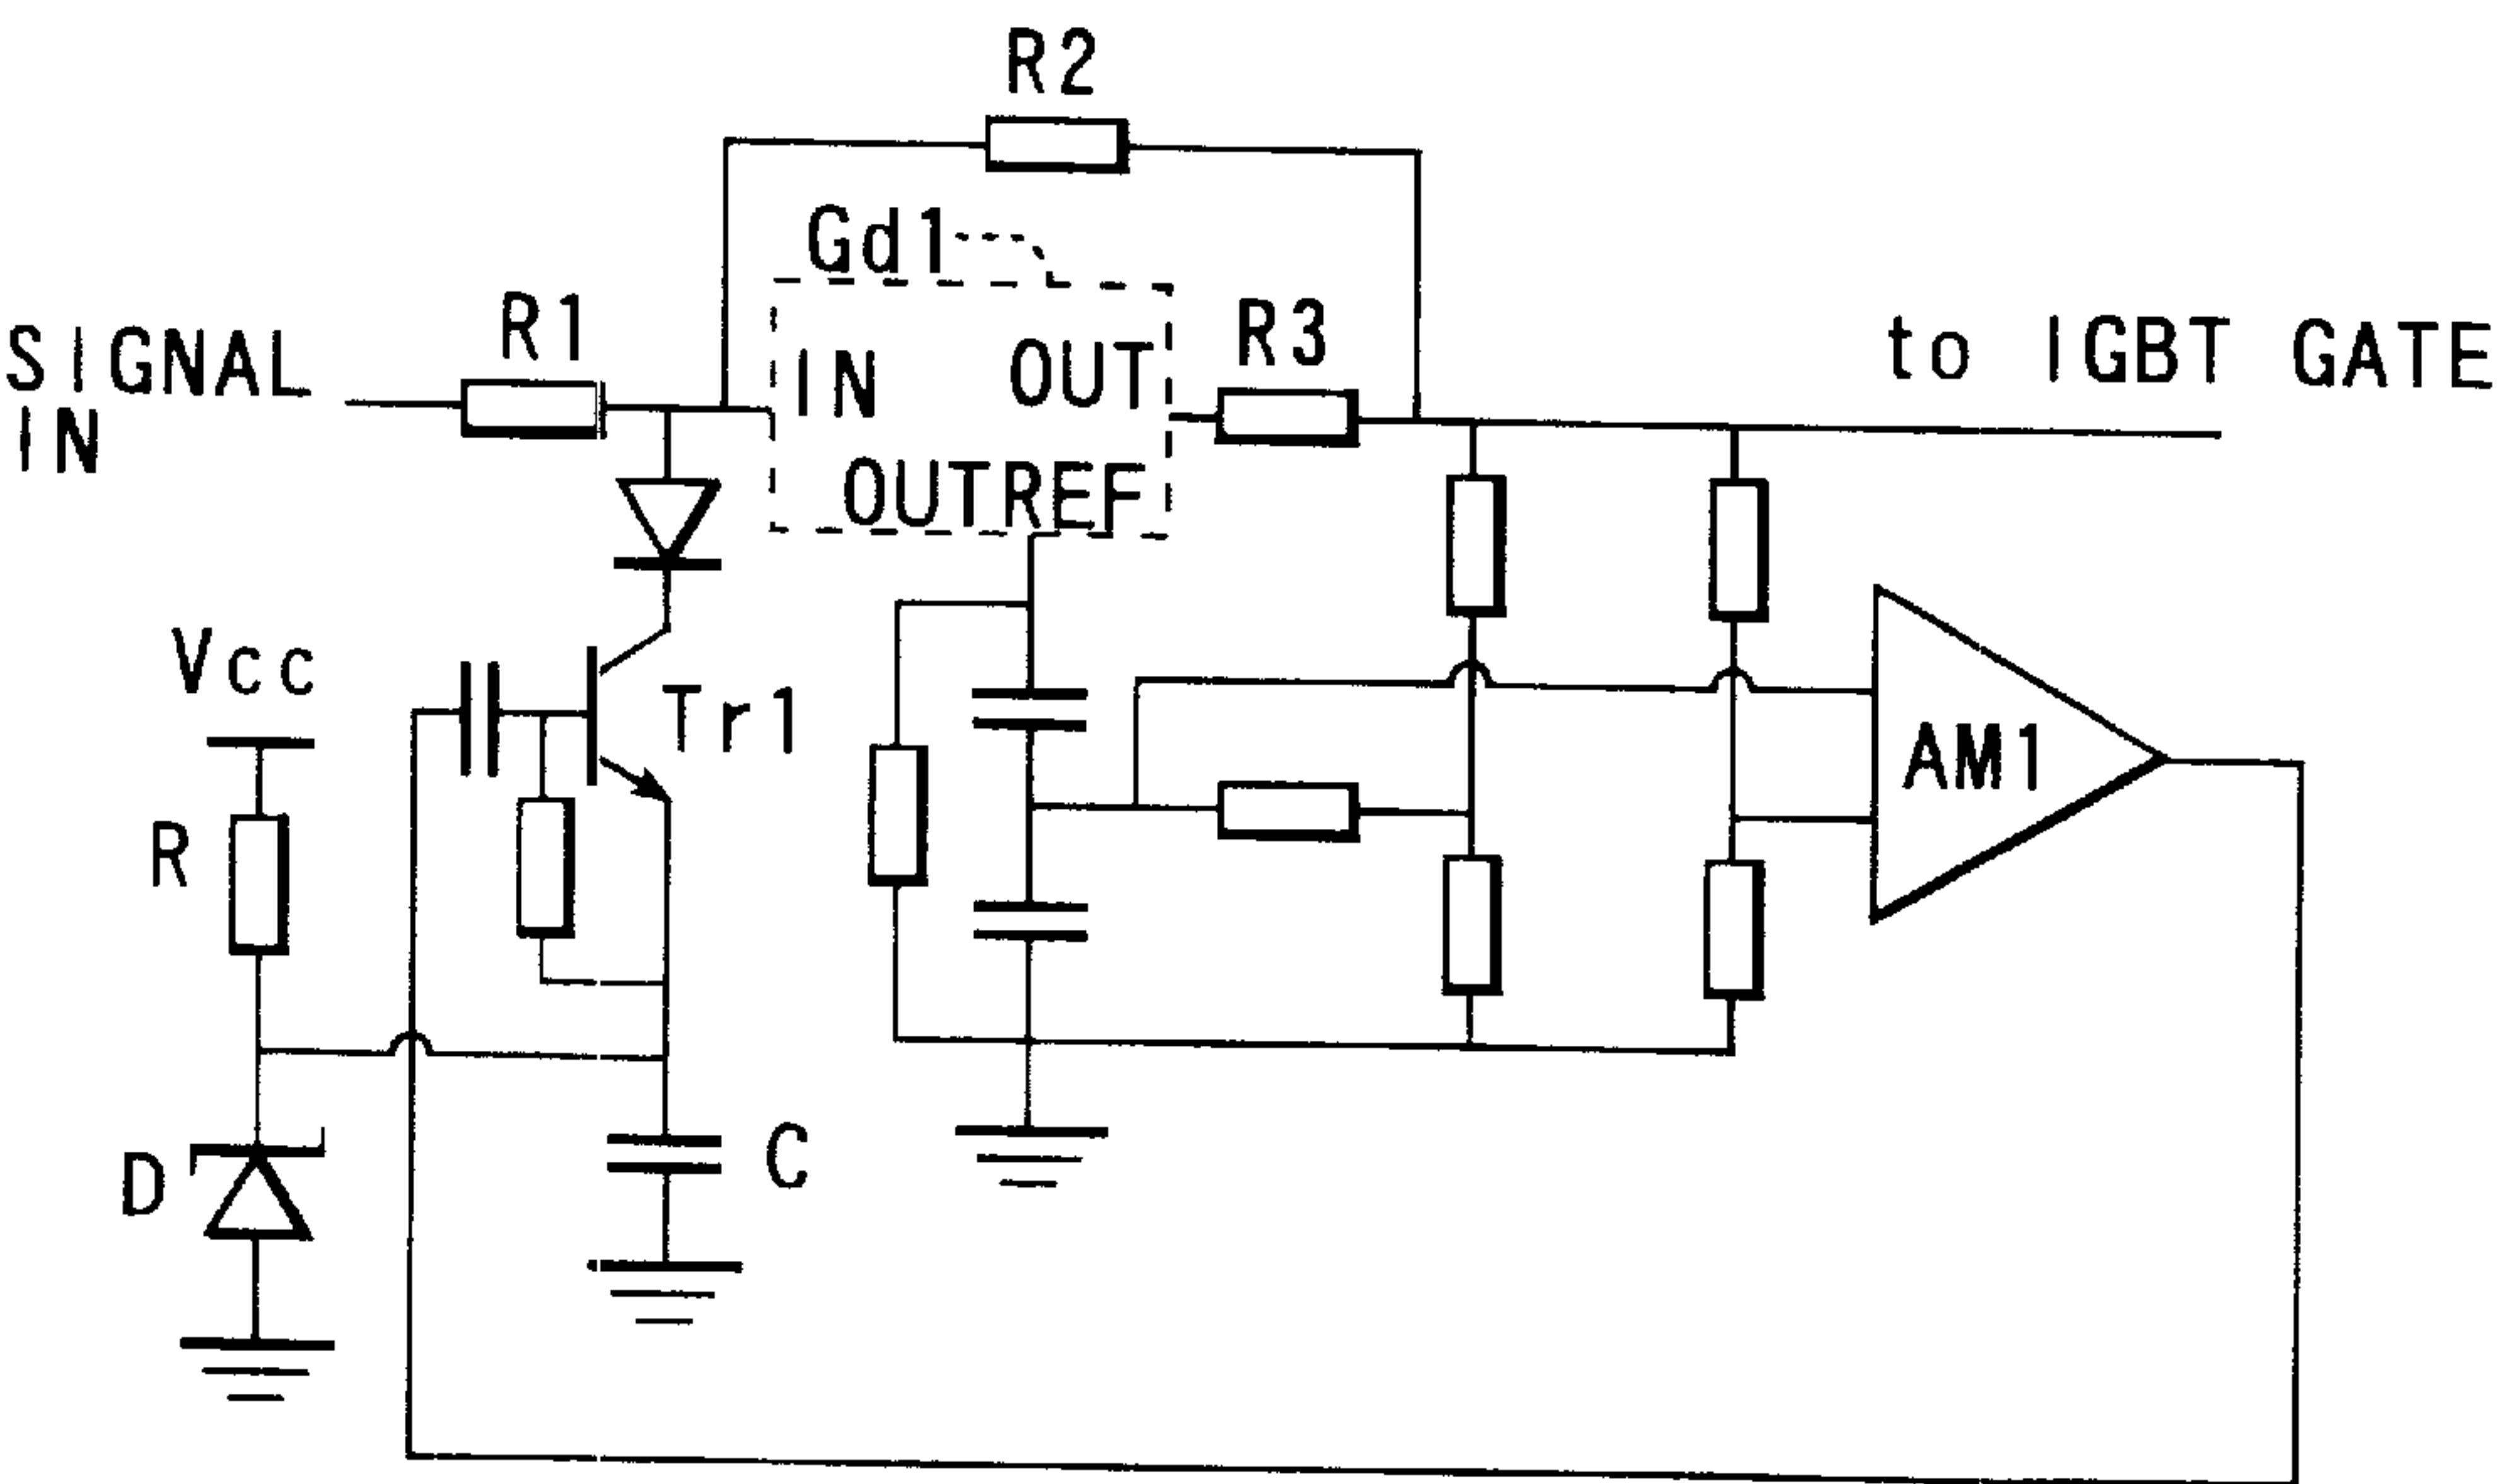 R2
Gd1
R1
R3
SIGNAL
IN
IN
OUT
OUTREF
to IGBT GATE
Vcc
Tr1
AM1
R
D
C